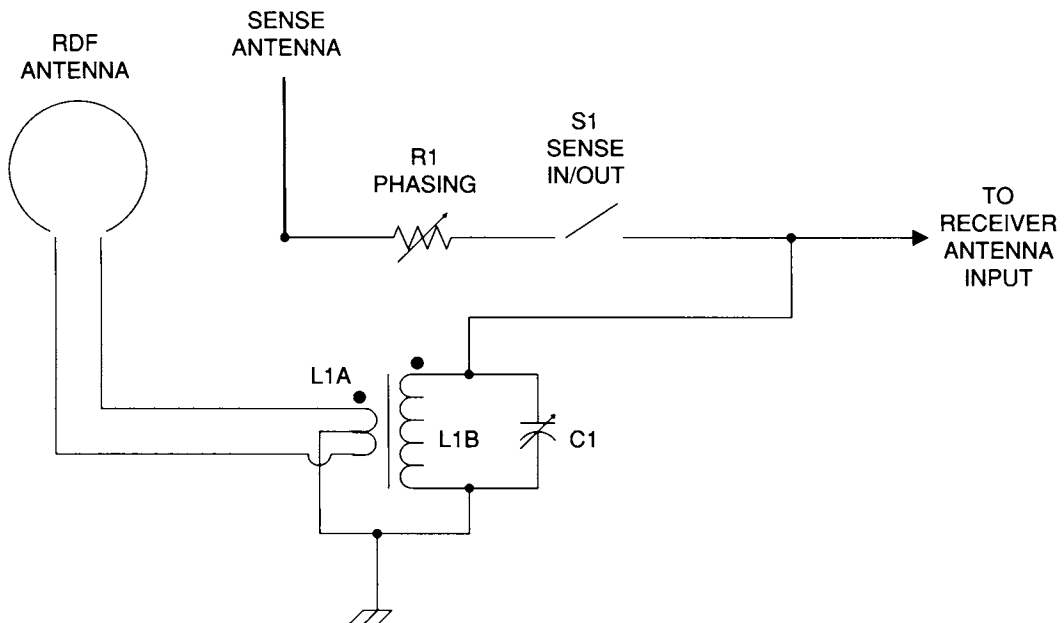 RDF
ANTENNA
SENSE
ANTENNA
R1
PHASING
S1
SENSE
IN/OUT
TO
RECEIVER
ANTENNA
INPUT
L1A
L1B
C1